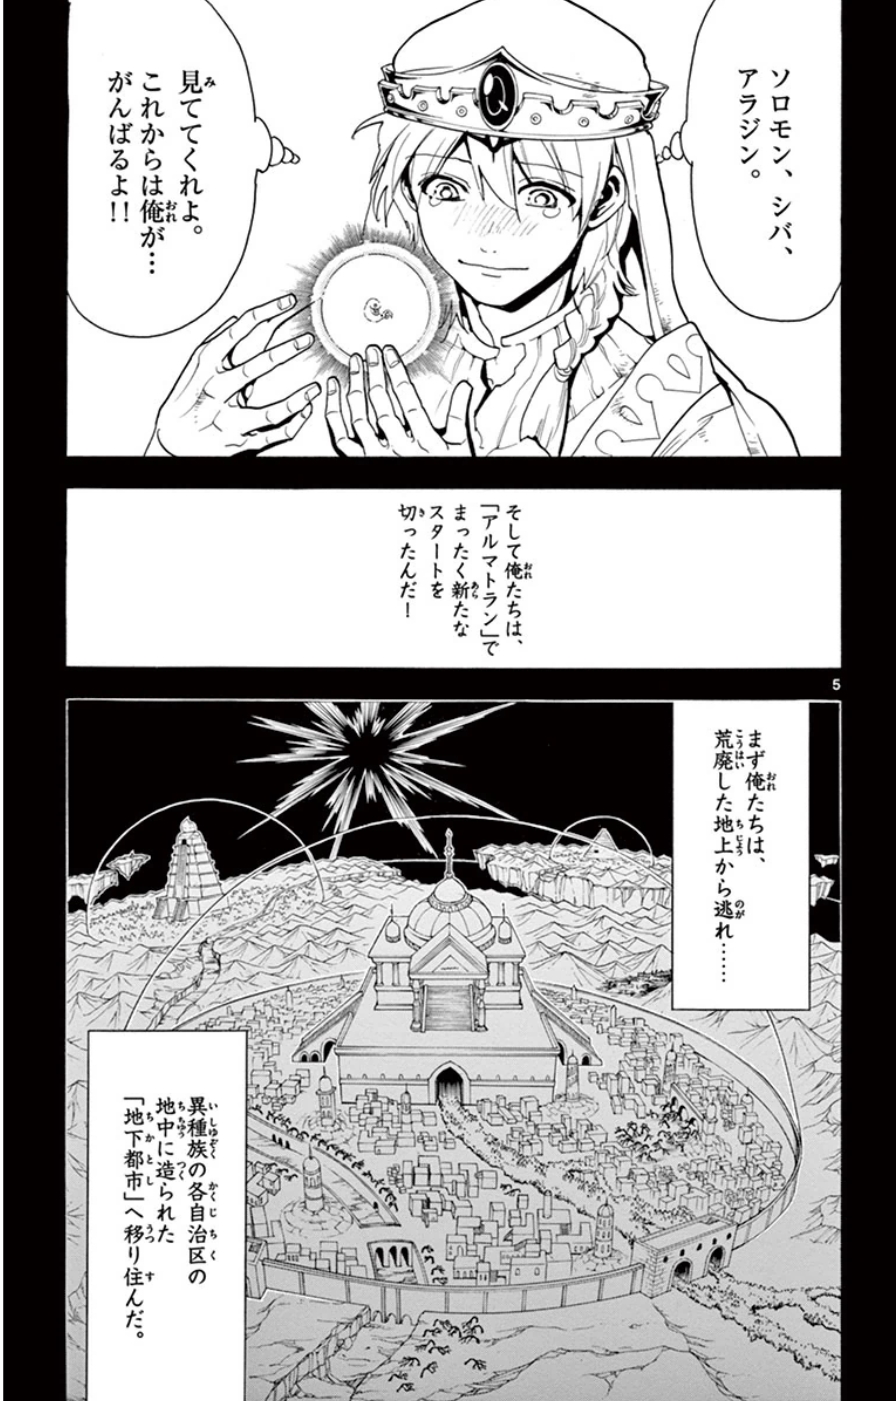 ソロモン、シバ、
アラジン。
見ててくれよ。
これからは俺が…
がんばるよ!!
そして俺たちは、
「アルマトラン」で
まったく新たな
スタートを
切ったんだ!
5
まず俺たちは、
荒廃した地上から逃れ……
異種族の各自治区の
地中に造られた
「地下都市」へ移り住んだ。